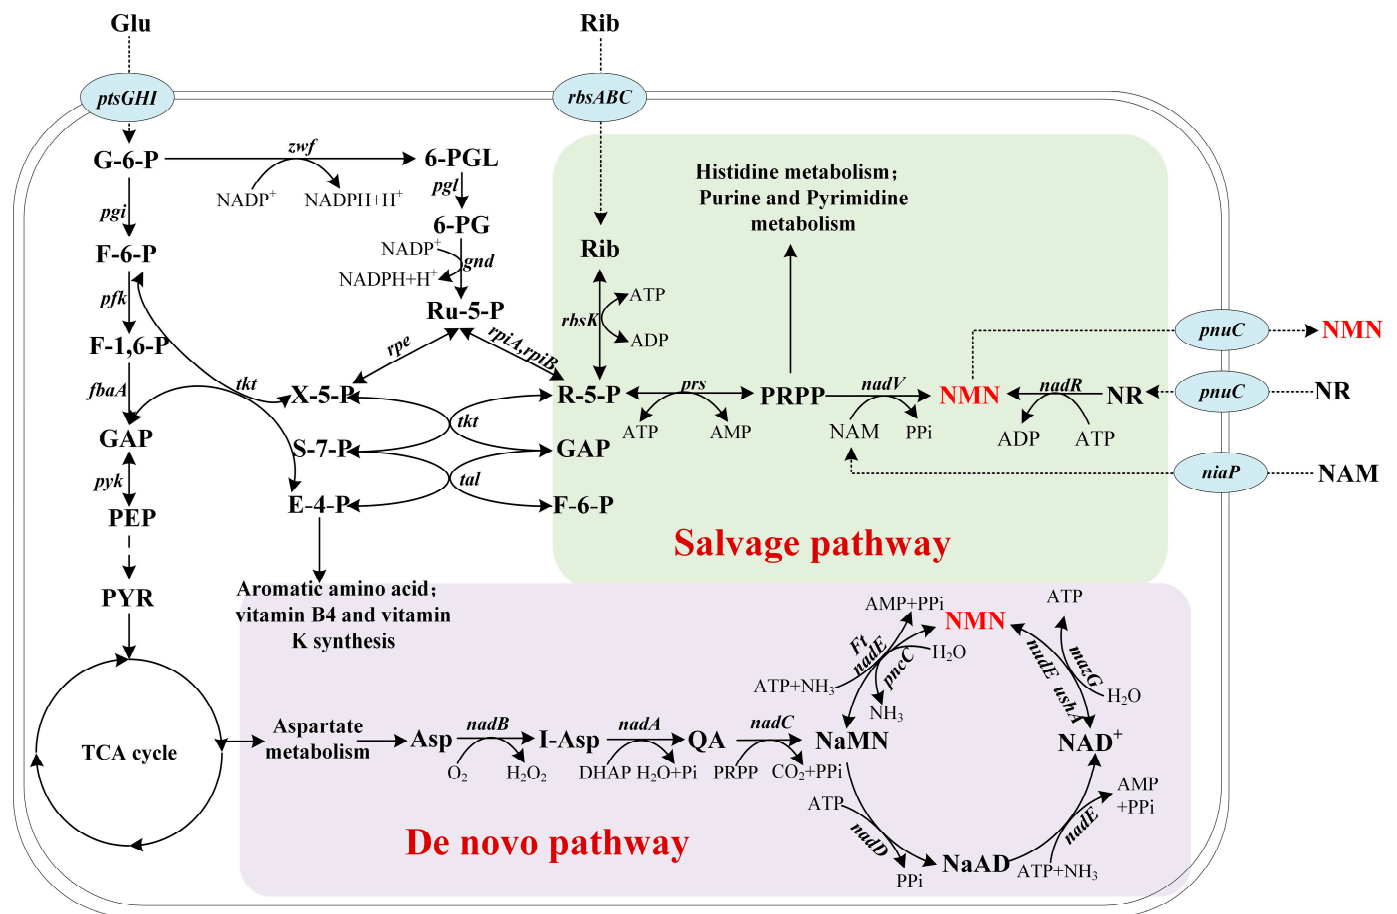 Glu
Rib
ptsGHI
rbsABC
G-6-P
zwf
6-PGL
NADP+
NADPH+H+
pgl
pgi
6-PG
NADP+
gnd
NADPH+H+
F-6-P
Ru-5-P
pfk
rpe
rpiA,rpiB
F-1,6-P
fbaA
tkt
X-5-P
GAP
S-7-P
tkt
GAP
pyk
tal
PEP
E-4-P
F-6-P
PYR
Aromatic amino acid;
vitamin B4 and vitamin
K synthesis
Histidine metabolism;
Purine and Pyrimidine
metabolism
Rib
ATP
rbsK
ADP
R-5-P
prs
PRPP
nadV
NMN
nadR
NR
ATP
AMP
NAM
PPi
ADP
ATP
pnuC
NMN
pnuC
NR
niaP
NAM
Salvage pathway
TCA cycle
Aspartate
metabolism
Asp
nadB
I-Asp
nadA
QA
nadC
NaMN
O2
H2O2
DHAP
H2O+Pi
PRPP
CO2+PPi
AMP+PPi
NMN
ATP
Ft
nadE
pncC
H2O
nudE
ushA
mazG
H2O
ATP+NH3
NH3
NAD+
ATP
nadD
PPi
NaAD
ATP+NH3
nadE
AMP
+PPi
De novo pathway